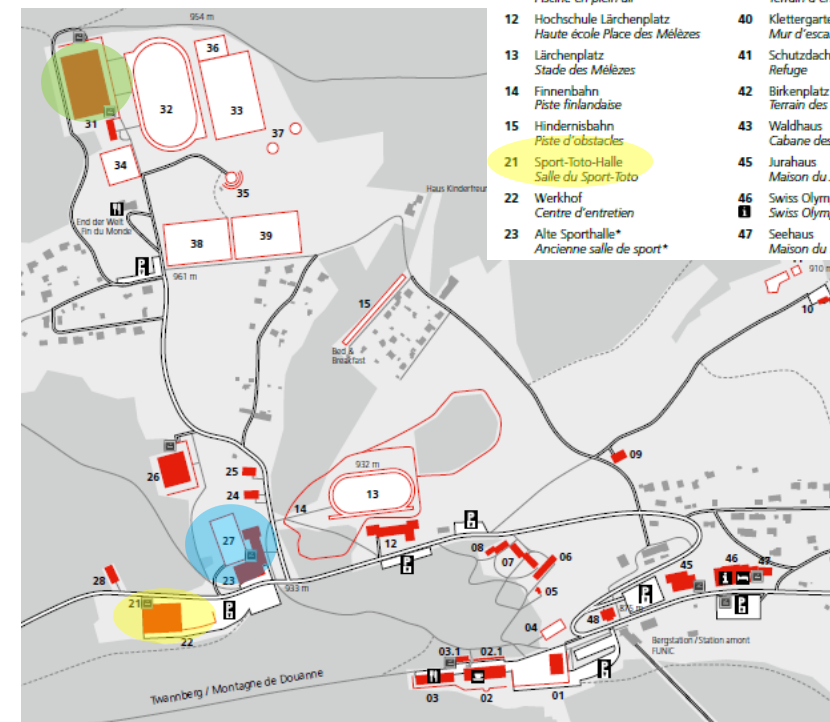 12 Hochschule Lärchenplatz
Haute école Place des Mélèzes
13 Lärchenplatz
Stade des Mélèzes
14 Finnenbahn
Piste finlandaise
15 Hindernisbahn
Piste d'obstacles
21 Sport-Toto-Halle
Salle du Sport-Toto
22 Werkhof
Centre d'entretien
23 Alte Sporthalle*
Ancienne salle de sport*
40
41 Schutzdach
Refuge
42 Birkenplatz
Terrain des
43 Waldhaus
Cabane des
45 Jurahaus
Maison du
46 Swiss
Swiss
47 Seehaus
Maison du
954 m
36
32
33
31
37
34
35
Haus
End der Welt
Fin du Monde
P
38
39
961 m
910 m
15
10
Bed &
Breakfast
932 m
26
25
24
13
14
09
27
12
P
P
08
07
06
05
23
933 m
28
21
P
22
04
45
46
47
i
P
P
48
876 m
Bergstation / Station amont
FUNIC
03.1
02.1
P
03
02
01
Twannberg / Montagne de Douanne